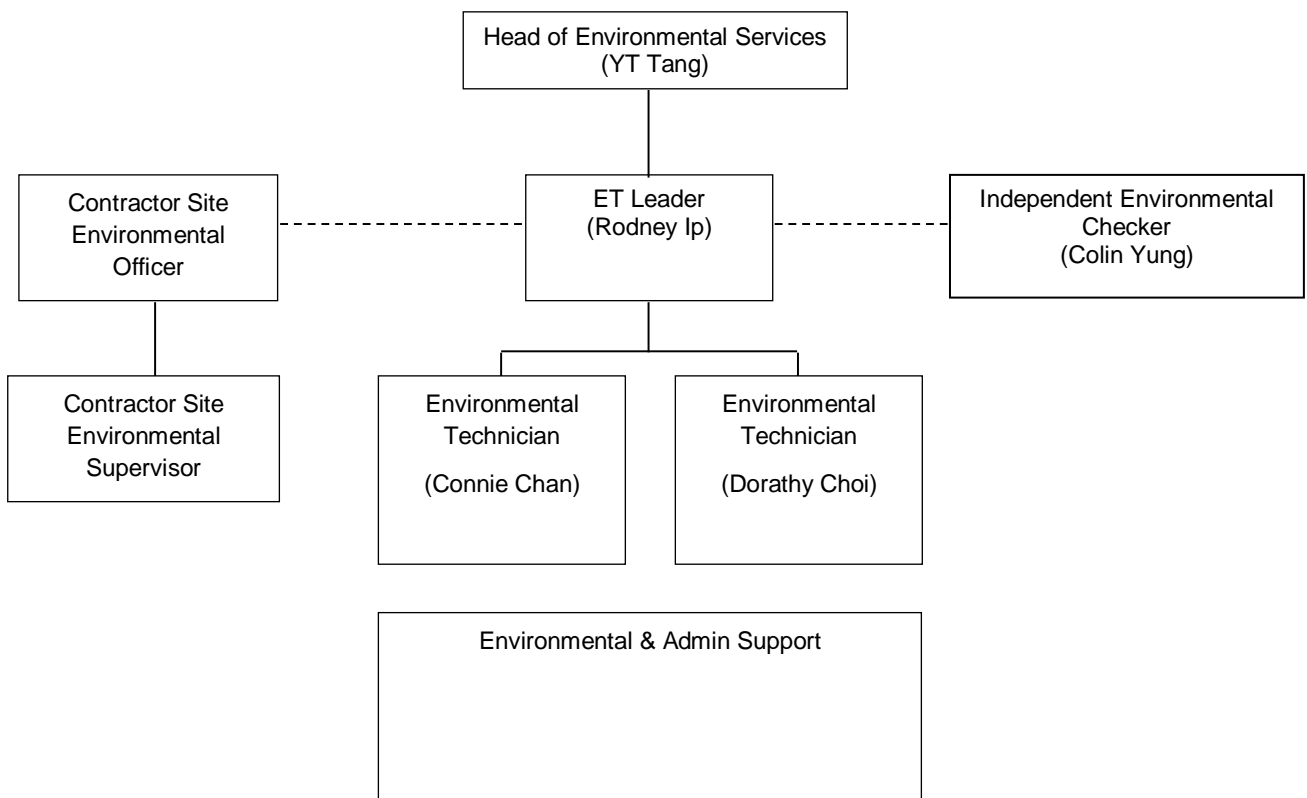 Head of Environmental Services
(YT Tang)
Contractor Site
Environmental
Officer
ET Leader
(Rodney Ip)
Independent Environmental
Checker
(Colin Yung)
Contractor Site
Environmental
Supervisor
Environmental
Technician
(Connie Chan)
Environmental
Technician
(Dorathy Choi)
Environmental & Admin Support